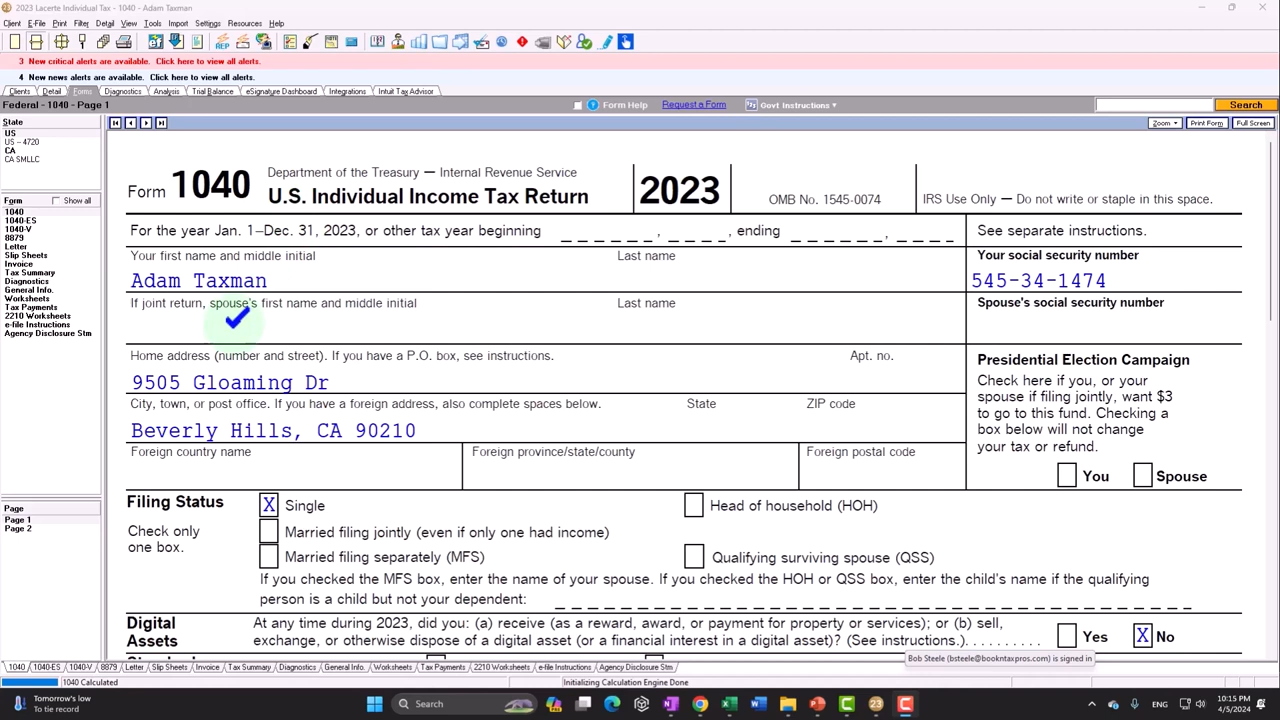 2023 Lacerte Individual Tax - 1040 - Adam Taxman
Client E-File Print Filter Detail View Tools Import Settings Resources Help
REP
3 New critical alerts are available. Click here to view all alerts.
4 New news alerts are available. Click here to view all alerts.
Clients Detail Forms Diagnostics Analysis Trial Balance eSignature Dashboard Integrations Intuit Tax Advisor
Federal - 1040 - Page 1
Form Help Request a Form Govt Instructions Search
Zoom Print Form Full Screen
State
US
US – 4720
CA
CA SMLLC
Form Show all
1040
1040-ES
1040-V
8879
Letter
Slip Sheets
Invoice
Tax Summary
Diagnostics
General Info.
Worksheets
Tax Payments
2210 Worksheets
e-file Instructions
Agency Disclosure Stm
Page
Page 1
Page 2
Form 1040
Department of the Treasury — Internal Revenue Service
U.S. Individual Income Tax Return
2023
OMB No. 1545-0074
IRS Use Only — Do not write or staple in this space.
For the year Jan. 1–Dec. 31, 2023, or other tax year beginning , , ending , See separate instructions.
Your first name and middle initial Last name Your social security number
Adam Taxman 545-34-1474
If joint return, spouse's first name and middle initial Last name Spouse's social security number
Home address (number and street). If you have a P.O. box, see instructions. Apt. no.
9505 Gloaming Dr
City, town, or post office. If you have a foreign address, also complete spaces below. State ZIP code
Beverly Hills, CA 90210
Foreign country name Foreign province/state/county Foreign postal code
Presidential Election Campaign
Check here if you, or your
spouse if filing jointly, want $3
to go to this fund. Checking a
box below will not change
your tax or refund.
You Spouse
Filing Status
Check only
one box.
X Single
Married filing jointly (even if only one had income)
Married filing separately (MFS)
Head of household (HOH)
Qualifying surviving spouse (QSS)
If you checked the MFS box, enter the name of your spouse. If you checked the HOH or QSS box, enter the child's name if the qualifying
person is a child but not your dependent:
Digital
Assets
At any time during 2023, did you: (a) receive (as a reward, award, or payment for property or services); or (b) sell,
exchange, or otherwise dispose of a digital asset (or a financial interest in a digital asset)? (See instructions.) . . . . . . . . . .
Yes X No
Bob Steele (bsteele@bookntaxpros.com) is signed in
1040 1040-ES 1040-V 8879 Letter Slip Sheets Invoice Tax Summary Diagnostics General Info. Worksheets Tax Payments 2210 Worksheets e-file Instructions Agency Disclosure Stm
1040 Calculated Initializing Calculation Engine Done
Tomorrow's low
To tie record
Search
10:15 PM
4/5/2024